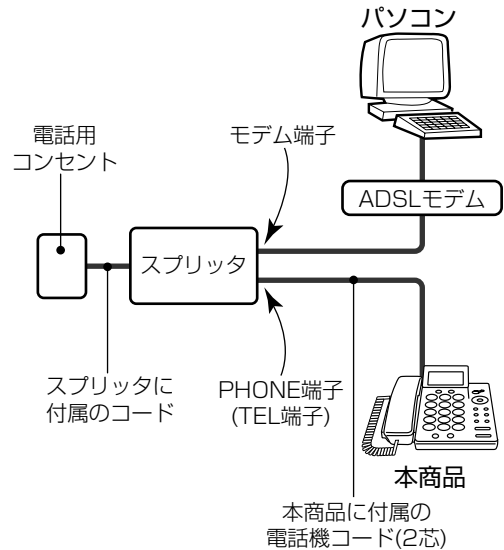 パソコン
電話用
コンセント
モデム端子
ADSLモデム
スプリッタ
スプリッタに
付属のコード
PHONE端子
(TEL端子)
本商品
本商品に付属の
電話機コード(2芯)